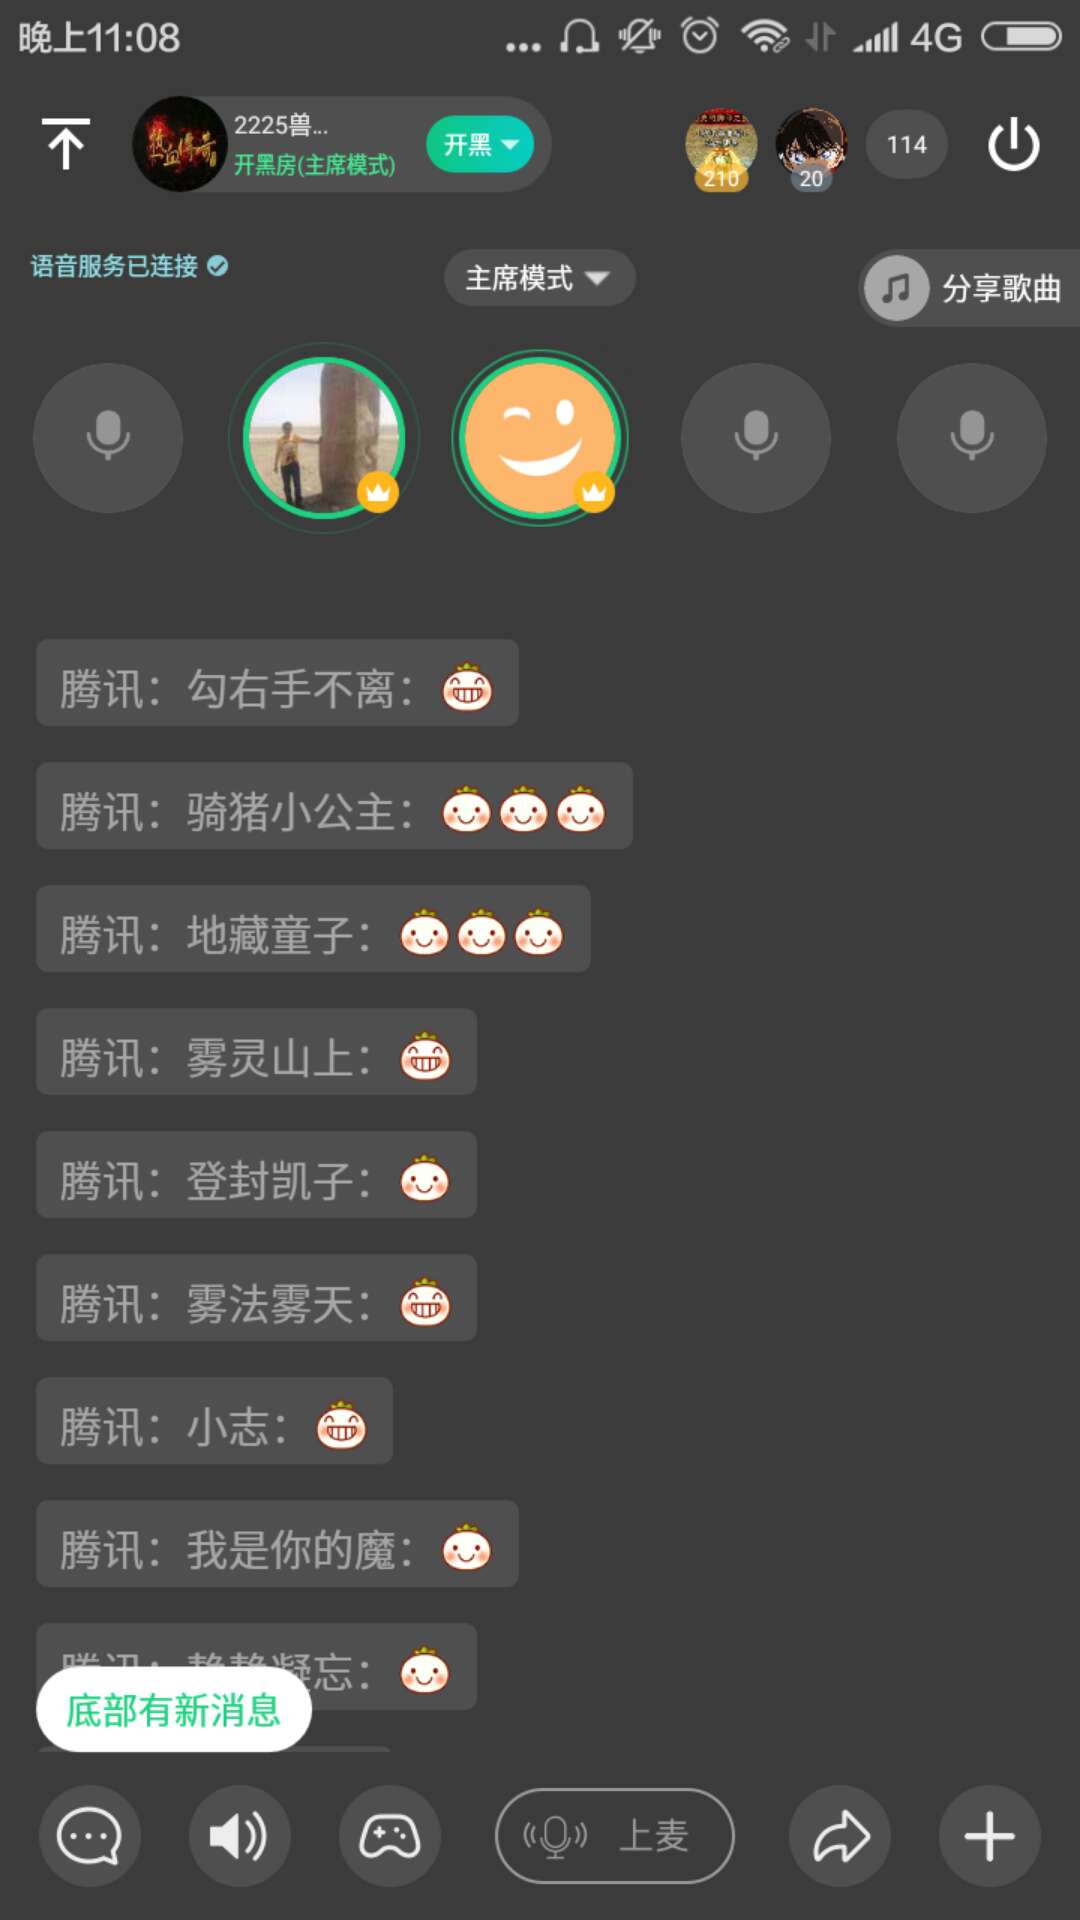 晚上11:08
4G
热血传奇
2225兽...
开黑房(主席模式)
开黑
210
20
114
语音服务已连接
主席模式
分享歌曲
腾讯：勾右手不离：
腾讯：骑猪小公主：
腾讯：地藏童子：
腾讯：雾灵山上：
腾讯：登封凯子：
腾讯：雾法雾天：
腾讯：小志：
腾讯：我是你的魔：
腾讯：静静凝忘：
底部有新消息
上麦